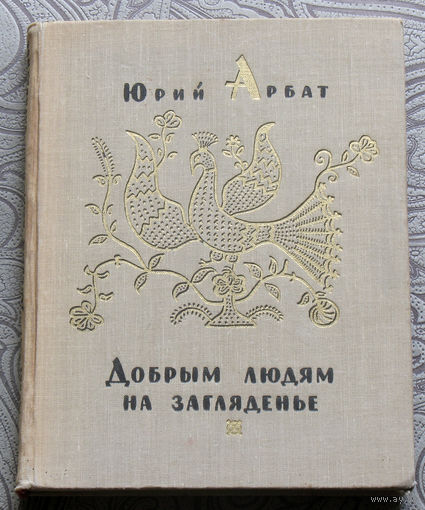 Юрий Арбат
Добрым людям
на загляденье